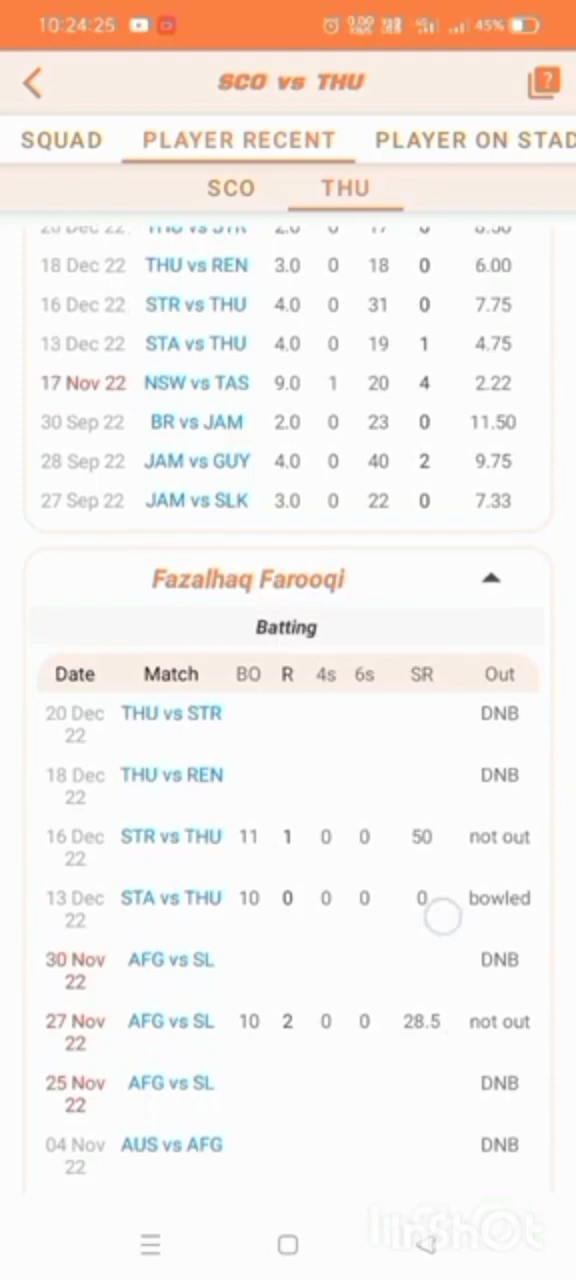 10:24:25 45%
SCO vs THU ?
SQUAD PLAYER RECENT PLAYER ON STAD
SCO THU
18 Dec 22 THU vs REN 3.0 0 18 0 6.00
16 Dec 22 STR vs THU 4.0 0 31 0 7.75
13 Dec 22 STA vs THU 4.0 0 19 1 4.75
17 Nov 22 NSW vs TAS 9.0 1 20 4 2.22
30 Sep 22 BR vs JAM 2.0 0 23 0 11.50
28 Sep 22 JAM vs GUY 4.0 0 40 2 9.75
27 Sep 22 JAM vs SLK 3.0 0 22 0 7.33
Fazalhaq Farooqi
Batting
Date Match BO R 4s 6s SR Out
20 Dec THU vs STR DNB
22
18 Dec THU vs REN DNB
22
16 Dec STR vs THU 11 1 0 0 50 not out
22
13 Dec STA vs THU 10 0 0 0 0 bowled
22
30 Nov AFG vs SL DNB
22
27 Nov AFG vs SL 10 2 0 0 28.5 not out
22
25 Nov AFG vs SL DNB
22
04 Nov AUS vs AFG DNB
22